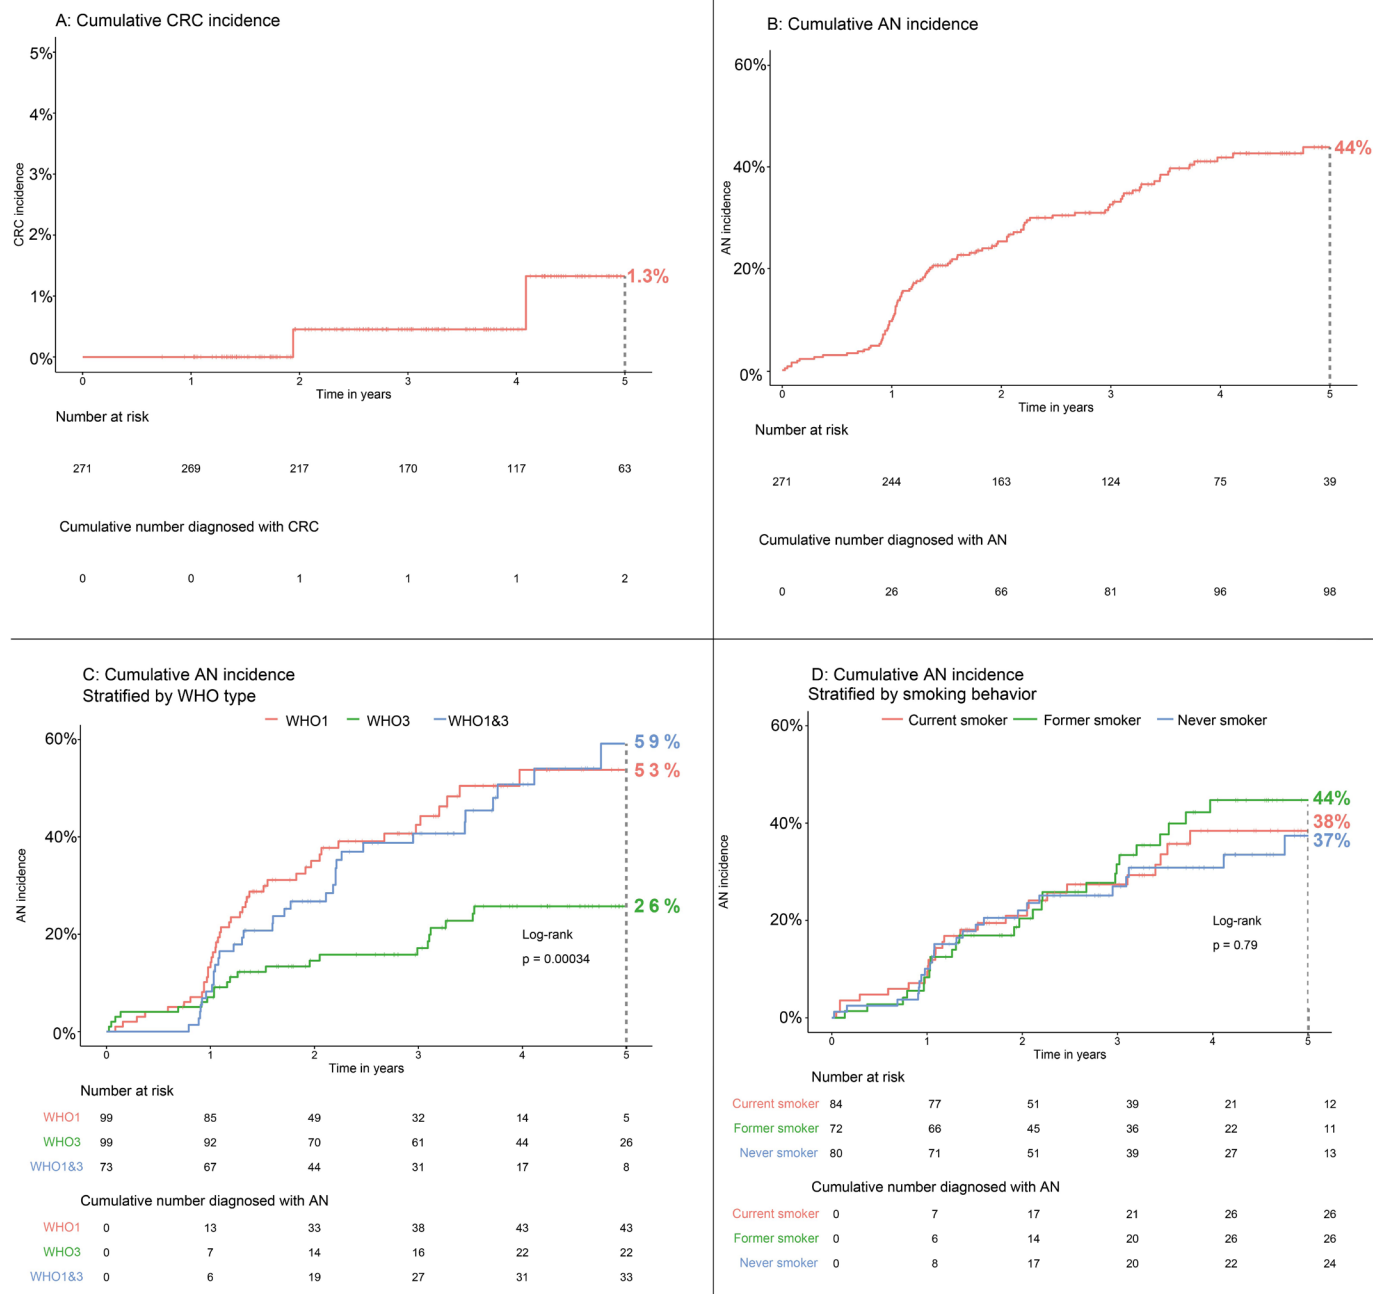 A: Cumulative CRC incidence
5%
4%
3%
2%
1%
0%
CRC incidence
1.3%
0 1 2 3 4 5
Time in years
Number at risk
271 269 217 170 117 63
Cumulative number diagnosed with CRC
0 0 1 1 1 2
B: Cumulative AN incidence
60%
40%
20%
0%
AN incidence
44%
0 1 2 3 4 5
Time in years
Number at risk
271 244 163 124 75 39
Cumulative number diagnosed with AN
0 26 66 81 96 98
C: Cumulative AN incidence
Stratified by WHO type
WHO1 WHO3 WHO1&3
60%
40%
20%
0%
AN incidence
59%
53%
26%
Log-rank
p = 0.00034
0 1 2 3 4 5
Time in years
Number at risk
WHO1 99 85 49 32 14 5
WHO3 99 92 70 61 44 26
WHO1&3 73 67 44 31 17 8
Cumulative number diagnosed with AN
WHO1 0 13 33 38 43 43
WHO3 0 7 14 16 22 22
WHO1&3 0 6 19 27 31 33
D: Cumulative AN incidence
Stratified by smoking behavior
Current smoker Former smoker Never smoker
60%
40%
20%
0%
AN incidence
44%
38%
37%
Log-rank
p = 0.79
0 1 2 3 4 5
Time in years
Number at risk
Current smoker 84 77 51 39 21 12
Former smoker 72 66 45 36 22 11
Never smoker 80 71 51 39 27 13
Cumulative number diagnosed with AN
Current smoker 0 7 17 21 26 26
Former smoker 0 6 14 20 26 26
Never smoker 0 8 17 20 22 24